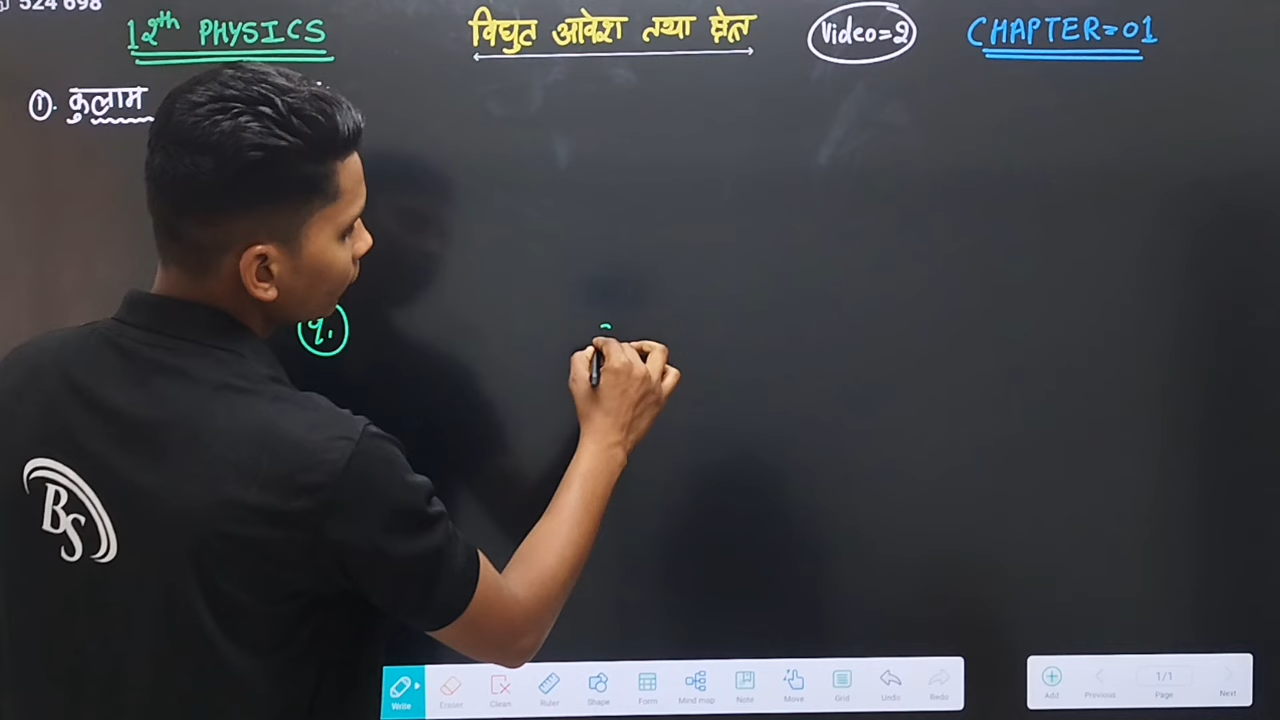 524 698
12th PHYSICS
विघुत आवेश तथा क्षेत्र
Video=2
CHAPTER=01
①. कुलाम
q₁
BS
Write
Eraser
Clean
Ruler
Shape
Form
Mind map
Note
Move
Grid
Undo
Redo
Add
Previous
1/1
Page
Next